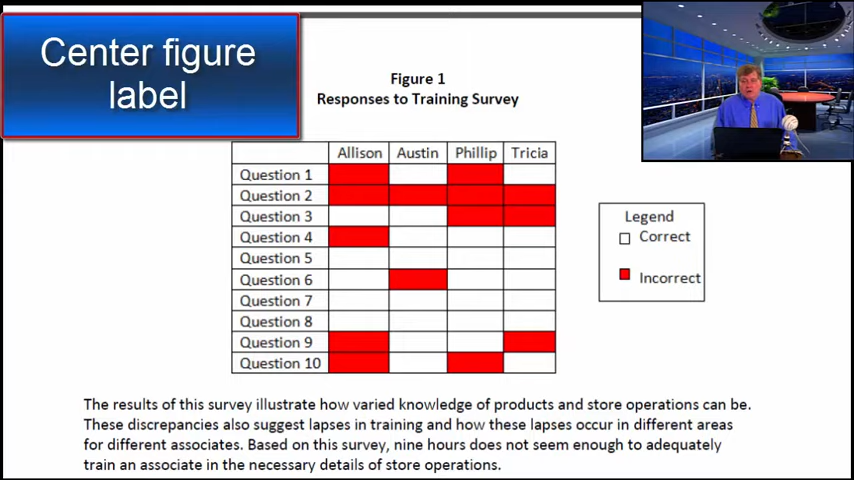 Center figure
label
Figure 1
Responses to Training Survey
Allison Austin Phillip Tricia
Question 1
Question 2
Question 3
Question 4
Question 5
Question 6
Question 7
Question 8
Question 9
Question 10
Legend
Correct
Incorrect
The results of this survey illustrate how varied knowledge of products and store operations can be.
These discrepancies also suggest lapses in training and how these lapses occur in different areas
for different associates. Based on this survey, nine hours does not seem enough to adequately
train an associate in the necessary details of store operations.